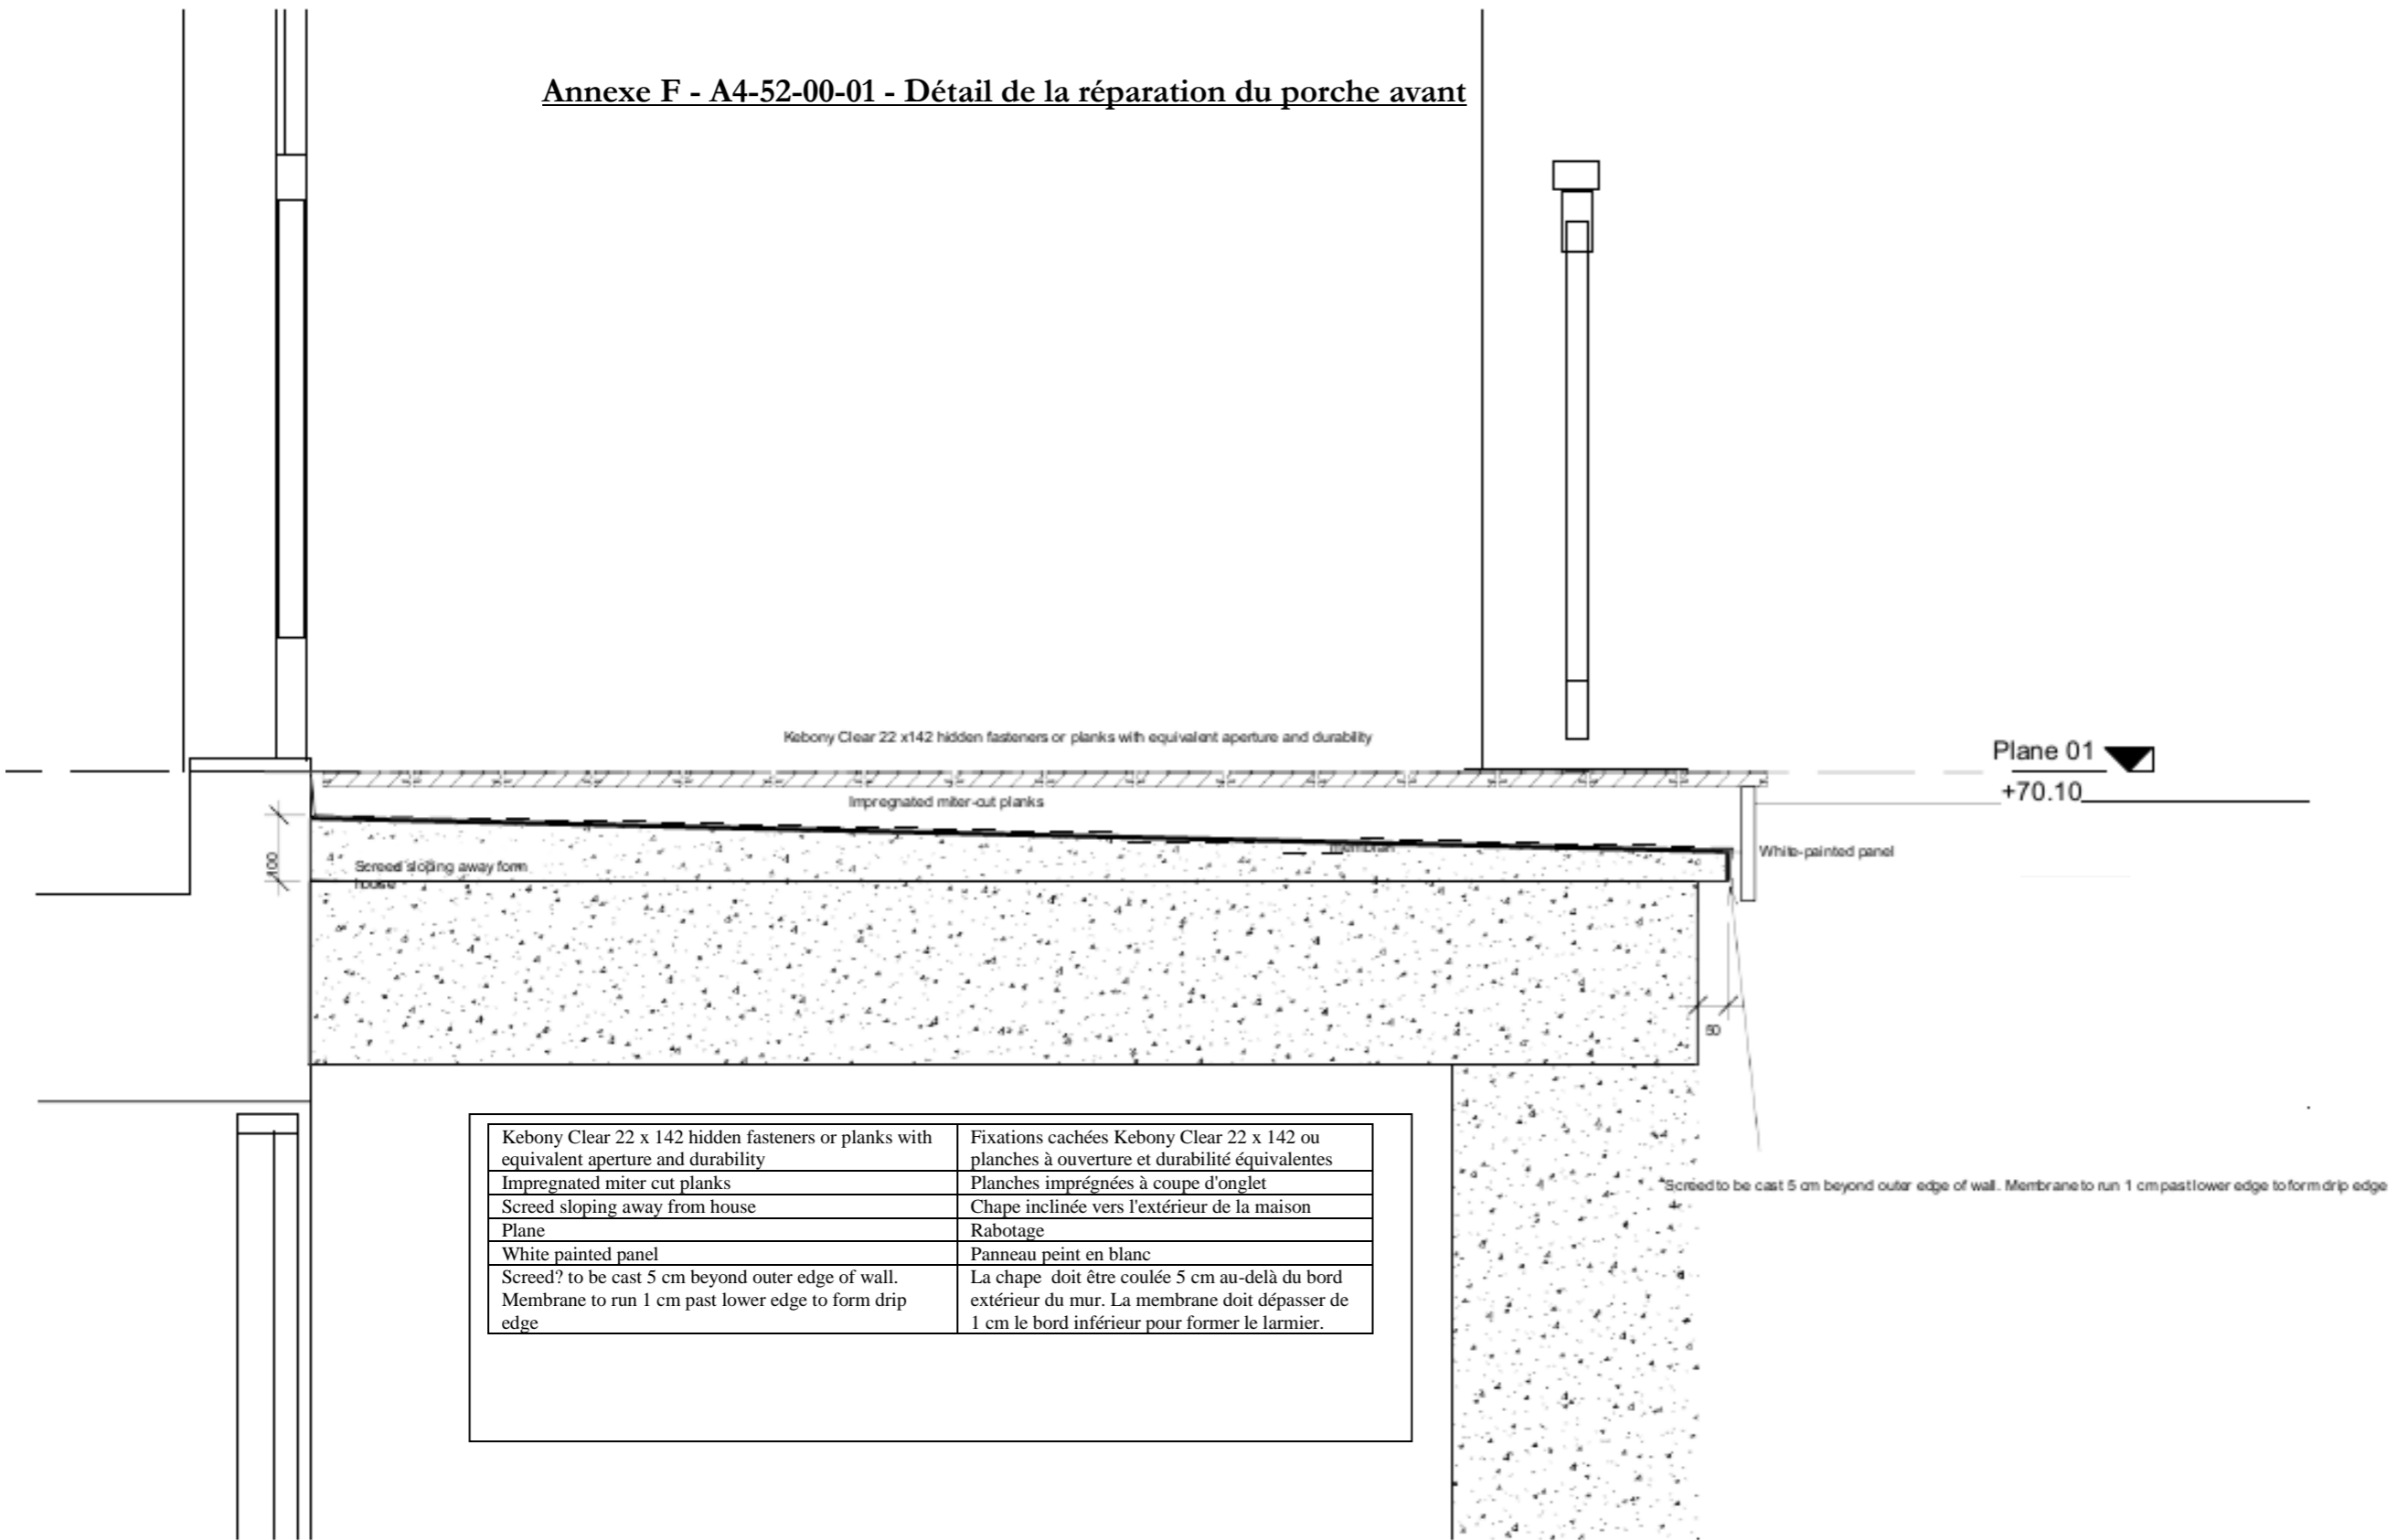 Annexe F - A4-52-00-01 - Détail de la réparation du porche avant
Kebony Clear 22 x142 hidden fasteners or planks with equivalent aperture and durability
Plane 01
+70.10
Impregnated miter-cut planks
membran
White-painted panel
Screed sloping away form
house
50
Kebony Clear 22 x 142 hidden fasteners or planks with
equivalent aperture and durability
Fixations cachées Kebony Clear 22 x 142 ou
planches à ouverture et durabilité équivalentes
Impregnated miter cut planks
Planches imprégnées à coupe d'onglet
Screed sloping away from house
Chape inclinée vers l'extérieur de la maison
Plane
Rabotage
White painted panel
Panneau peint en blanc
Screed? to be cast 5 cm beyond outer edge of wall.
Membrane to run 1 cm past lower edge to form drip
edge
La chape doit être coulée 5 cm au-delà du bord
extérieur du mur. La membrane doit dépasser de
1 cm le bord inférieur pour former le larmier.
Screed to be cast 5 cm beyond outer edge of wall. Membrane to run 1 cm past lower edge to form drip edge